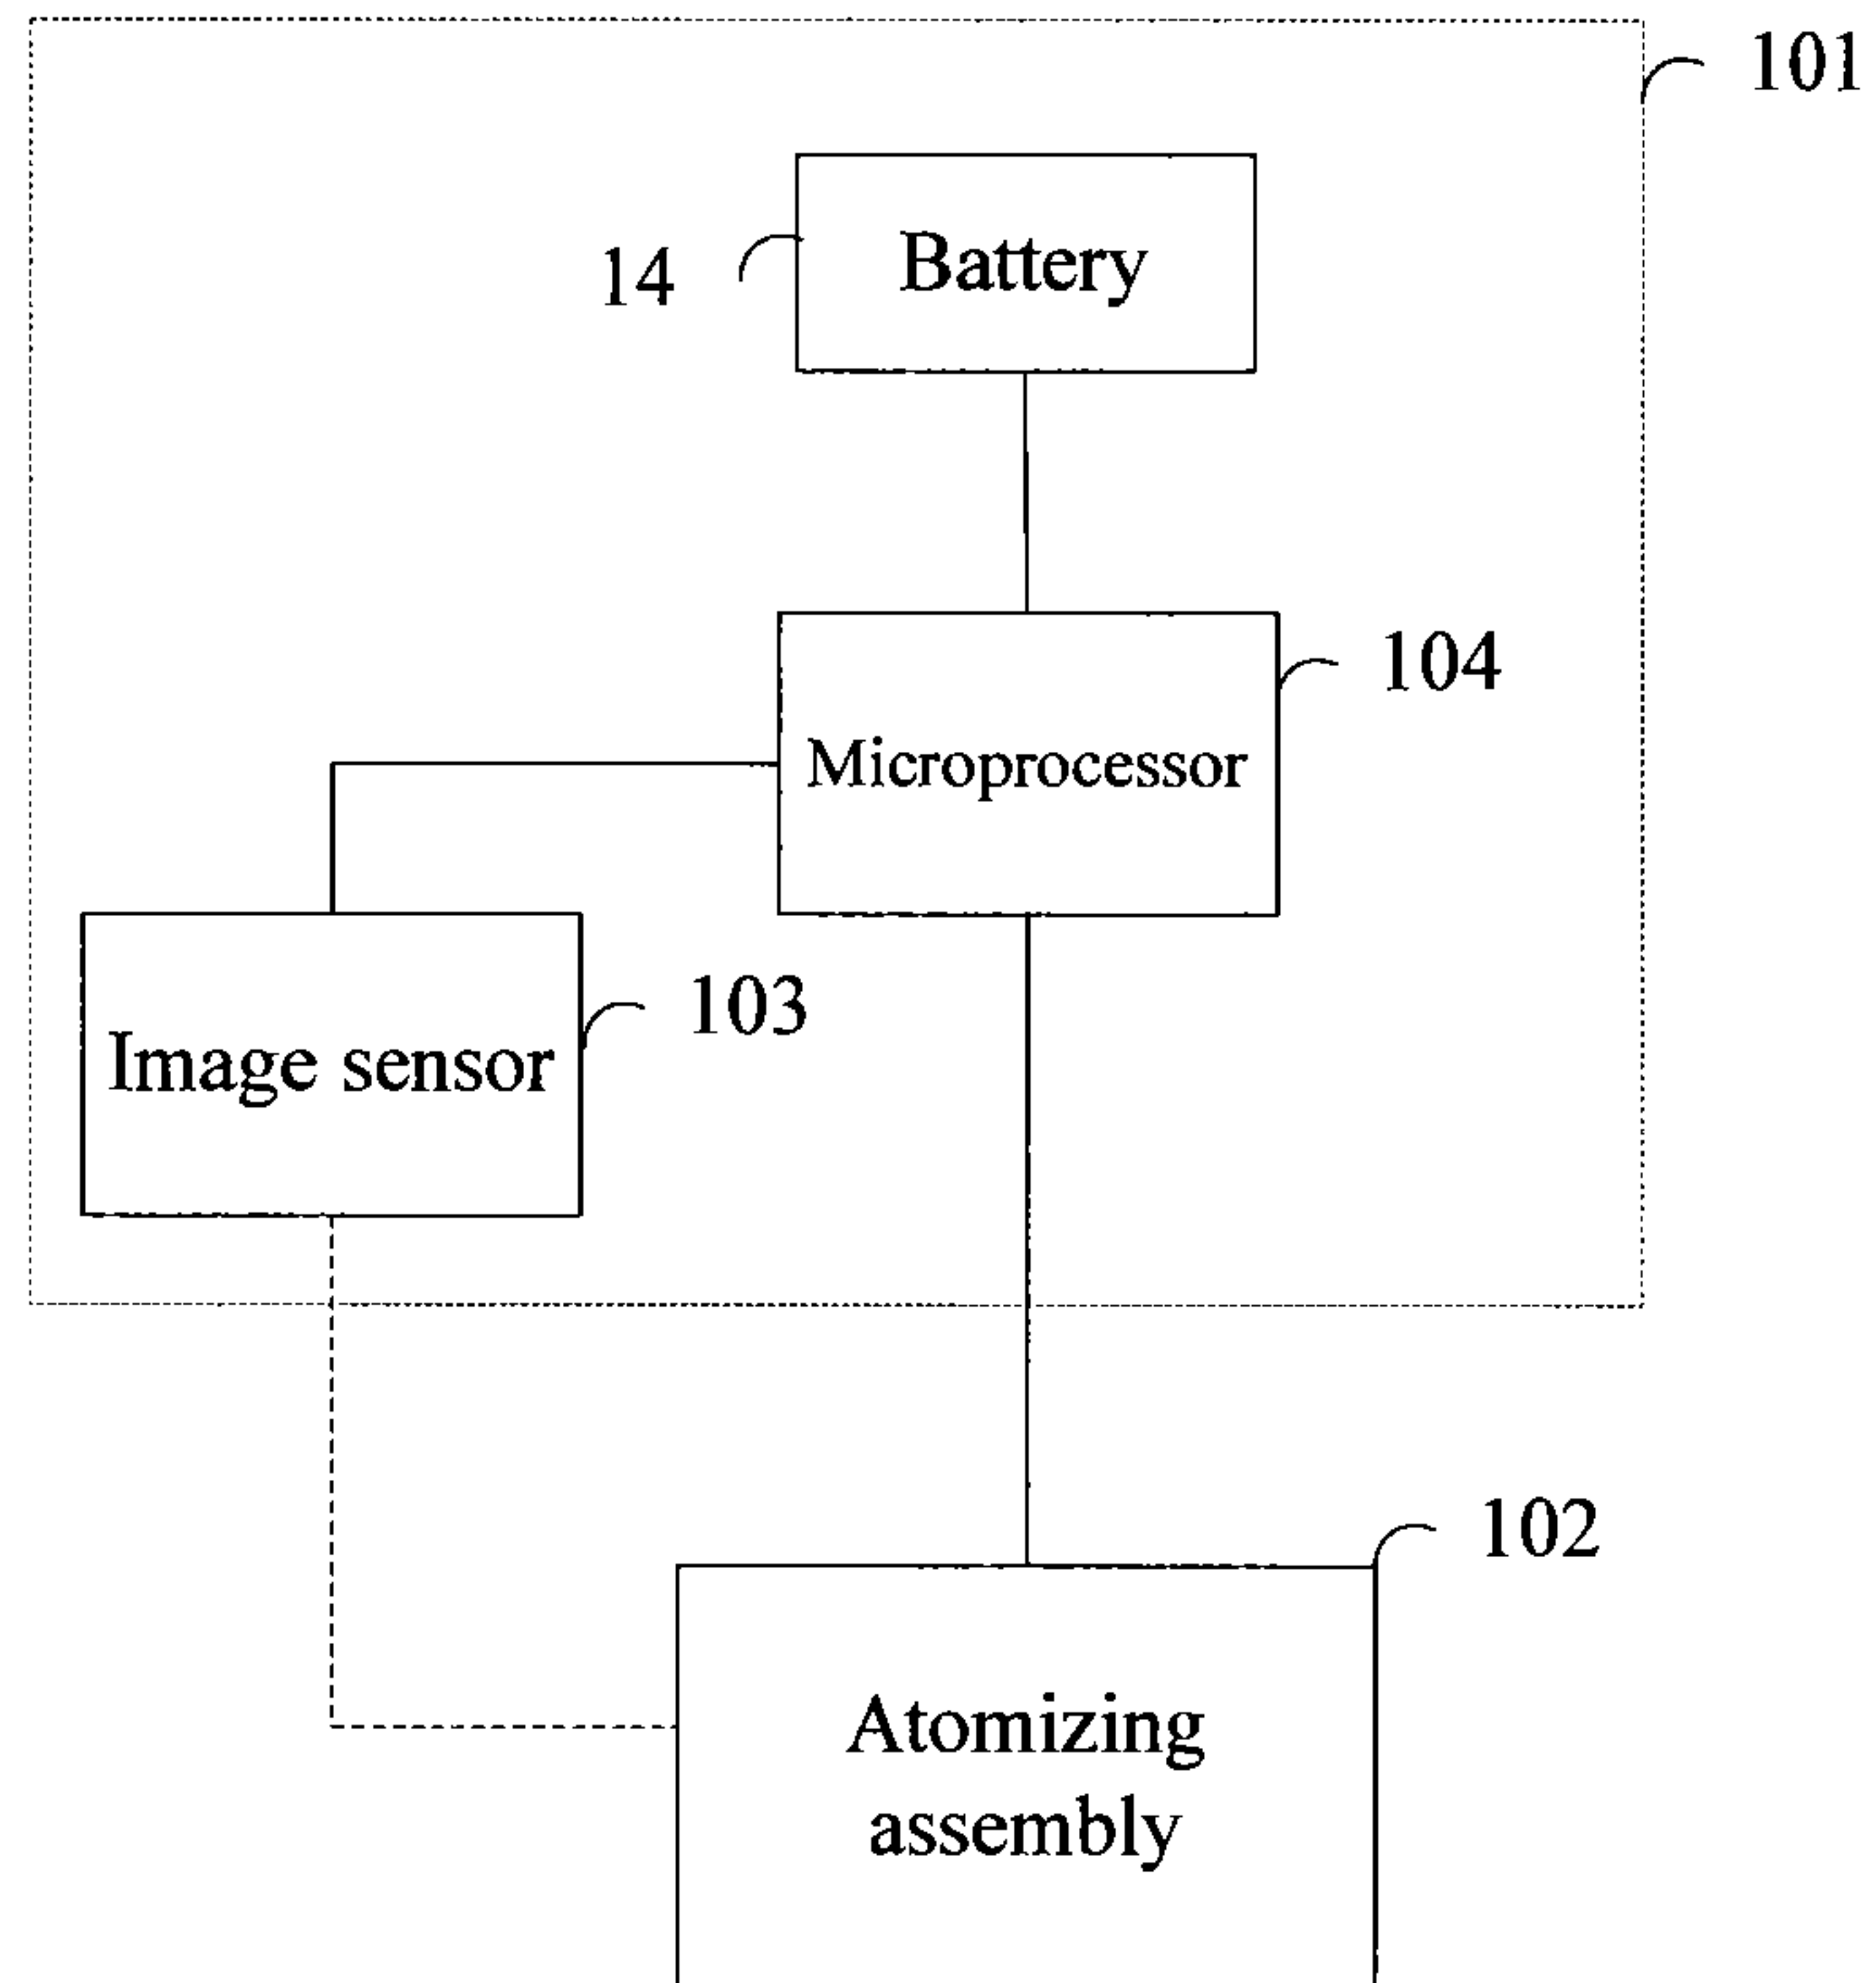 101
14
Battery
104
Microprocessor
103
Image sensor
102
Atomizing
assembly